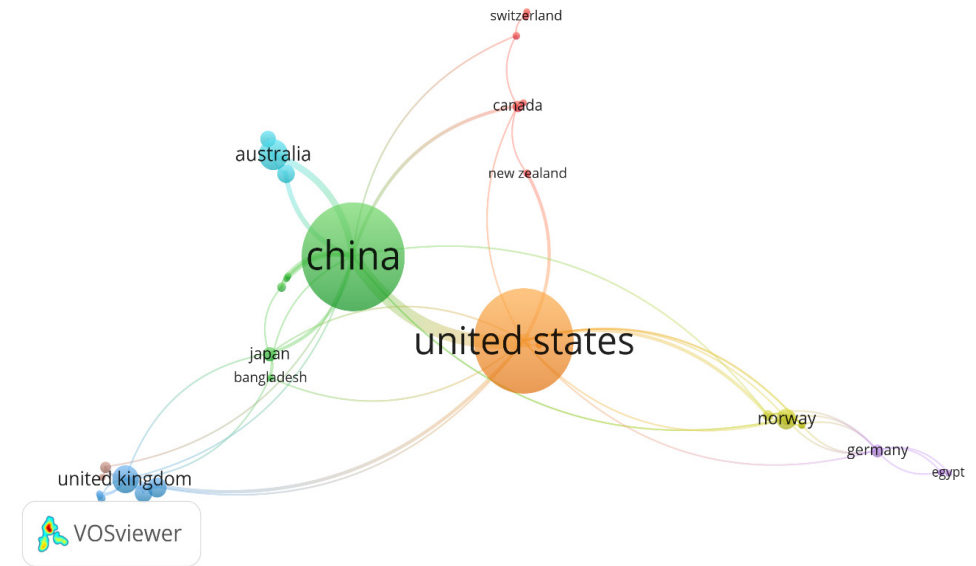 switzerland
canada
australia
new zealand
china
united states
japan
bangladesh
norway
germany
egypt
united kingdom
VOSviewer